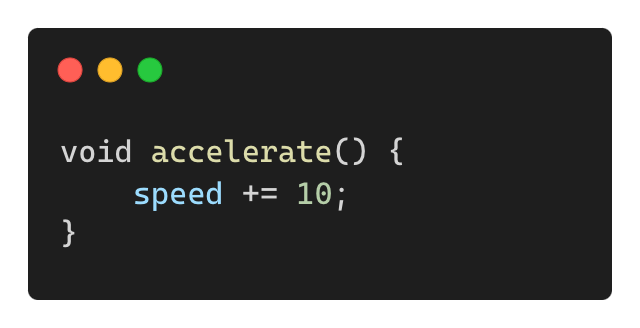 void accelerate() {
    speed += 10;
}